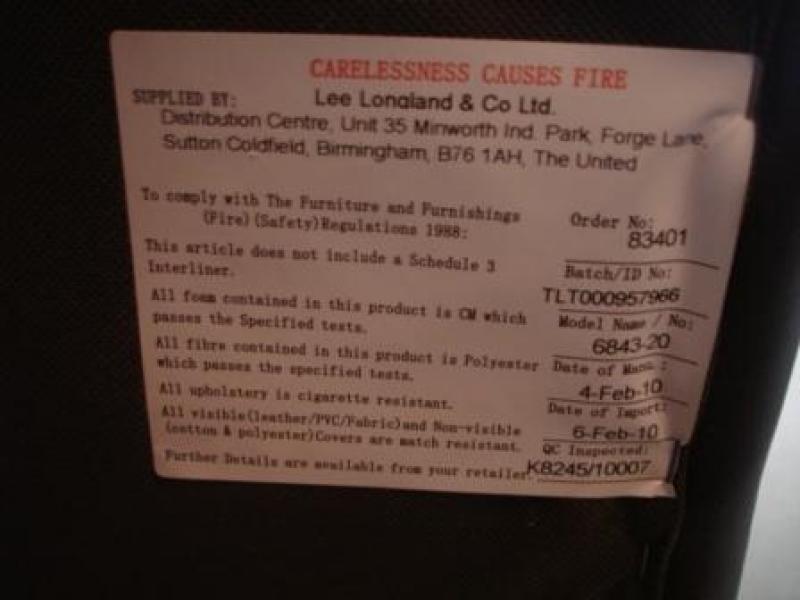 CARELESSNESS CAUSES FIRE
SUPPLIED BY: Lee Longland & Co Ltd.
Distribution Centre, Unit 35 Minworth Ind. Park, Forge Lane,
Sutton Coldfield, Birmingham, B76 1AH, The United
To comply with The Furniture and Furnishings
(Fire)(Safety)Regulations 1988:
This article does not include a Schedule 3
Interliner.
All foam contained in this product is CM which
passes the Specified tests.
All fibre contained in this product is Polyester
which passes the specified tests.
All upholstery is cigarette resistant.
All visible(leather/PVC/Fabric)and Non-visible
(cotton & polyester)Covers are match resistant.
Further Details are available from your retailer.
Order No:
83401
Batch/ID No:
TLT000957966
Model Name / No:
6843-20
Date of Manu.:
4-Feb-10
Date of Import:
6-Feb-10
QC Inspected:
K8245/10007